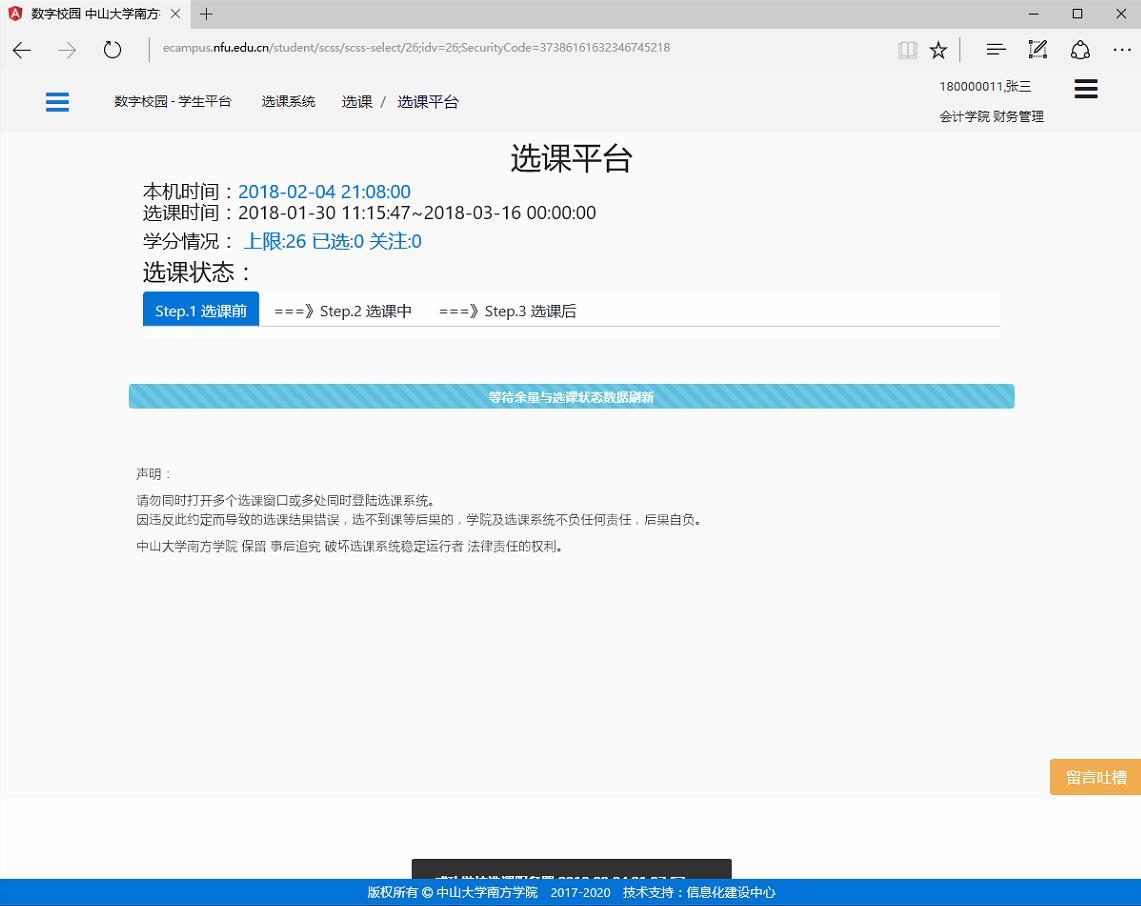 数字校园 中山大学南方
ecampus.nfu.edu.cn/student/scss/scss-select/26;idv=26;SecurityCode=37386161632346745218
数字校园 - 学生平台 选课系统 选课 / 选课平台
180000011,张三
会计学院 财务管理
选课平台
本机时间：2018-02-04 21:08:00
选课时间：2018-01-30 11:15:47~2018-03-16 00:00:00
学分情况： 上限:26 已选:0 关注:0
选课状态：
Step.1 选课前 ===》Step.2 选课中 ===》Step.3 选课后
等待余量与选课状态数据刷新
声明：
请勿同时打开多个选课窗口或多处同时登陆选课系统。
因违反此约定而导致的选课结果错误，选不到课等后果的，学院及选课系统不负任何责任，后果自负。
中山大学南方学院 保留 事后追究 破坏选课系统稳定运行者 法律责任的权利。
留言吐槽
版权所有 © 中山大学南方学院 2017-2020 技术支持：信息化建设中心